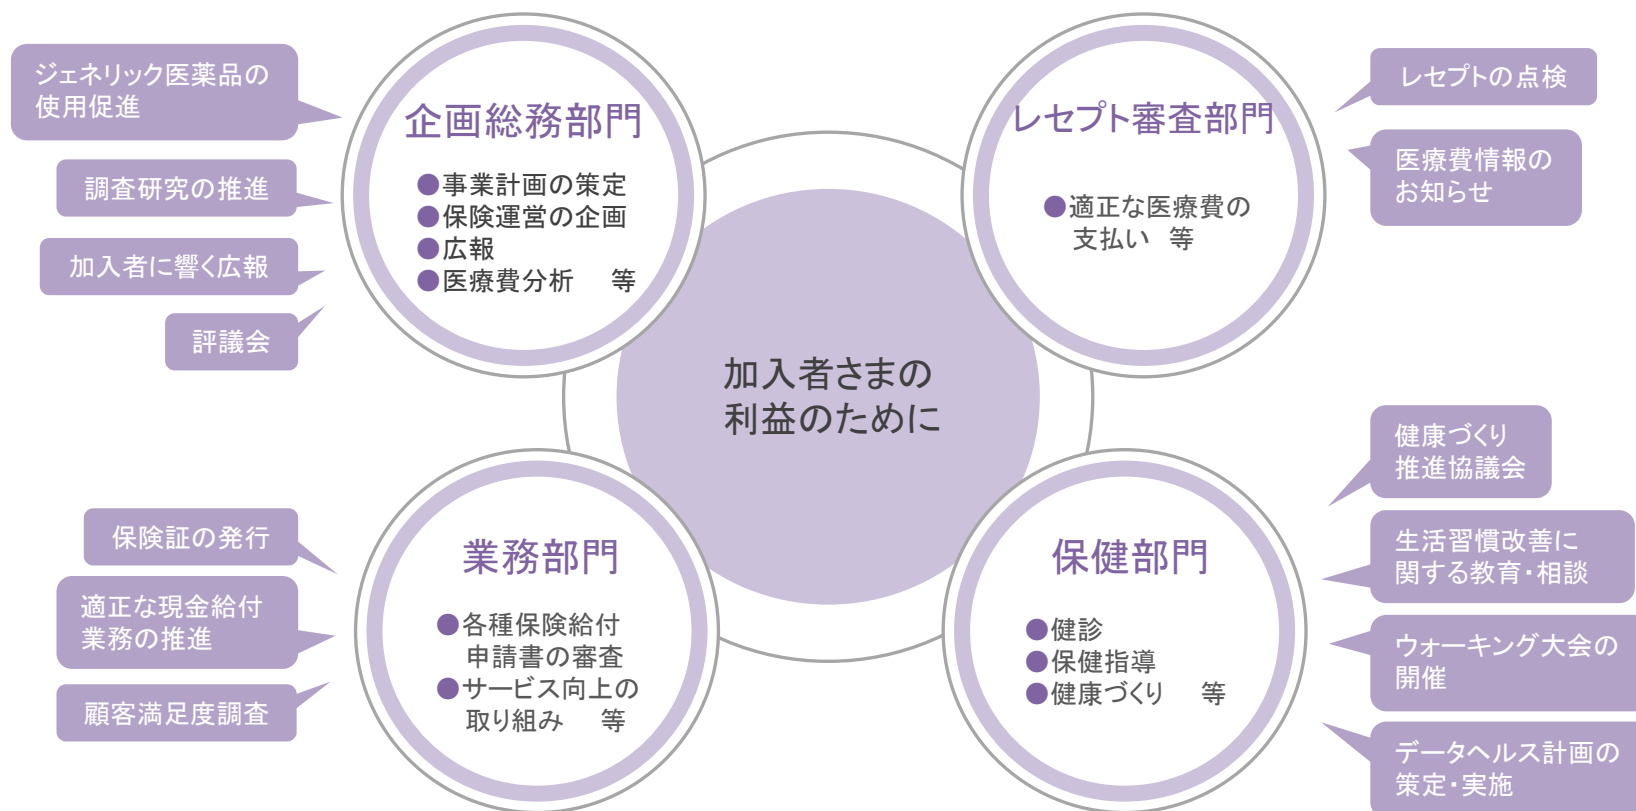 ジェネリック医薬品の
使用促進
調査研究の推進
加入者に響く広報
評議会
企画総務部門
●事業計画の策定
●保険運営の企画
●広報
●医療費分析　等
レセプト審査部門
●適正な医療費の
支払い　等
レセプトの点検
医療費情報の
お知らせ
加入者さまの
利益のために
保険証の発行
適正な現金給付
業務の推進
顧客満足度調査
業務部門
●各種保険給付
申請書の審査
●サービス向上の
取り組み　等
保健部門
●健診
●保健指導
●健康づくり　等
健康づくり
推進協議会
生活習慣改善に
関する教育・相談
ウォーキング大会の
開催
データヘルス計画の
策定・実施